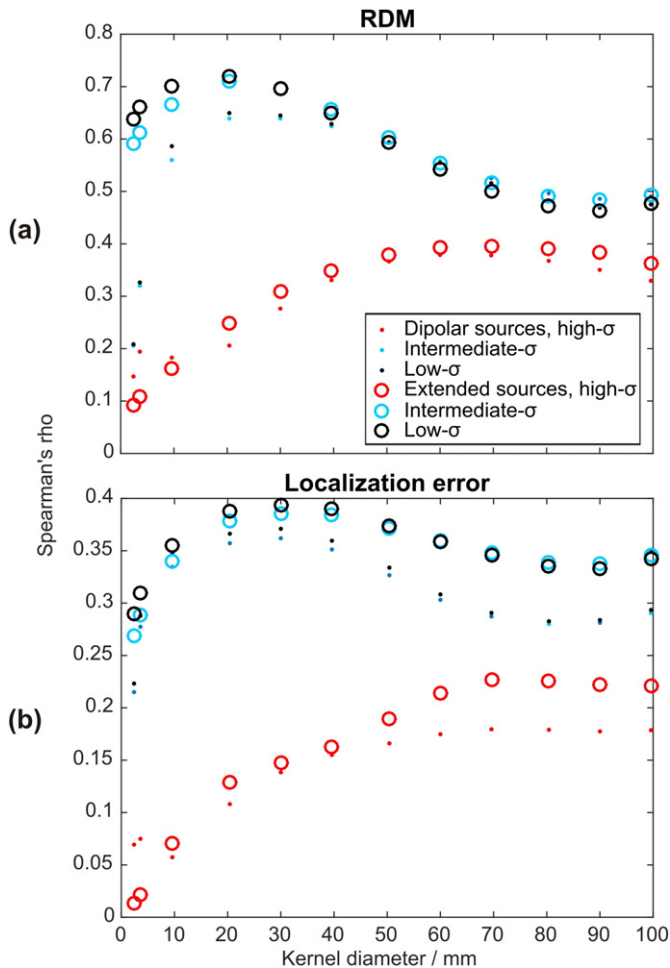 RDM
0.8
0.7
0.6
0.5
0.4
0.3
0.2
0.1
0
(a)
Dipolar sources, high-σ
Intermediate-σ
Low-σ
Extended sources, high-σ
Intermediate-σ
Low-σ
Spearman's rho
Localization error
0.4
0.35
0.3
0.25
0.2
0.15
0.1
0.05
0
(b)
0 10 20 30 40 50 60 70 80 90 100
Kernel diameter / mm